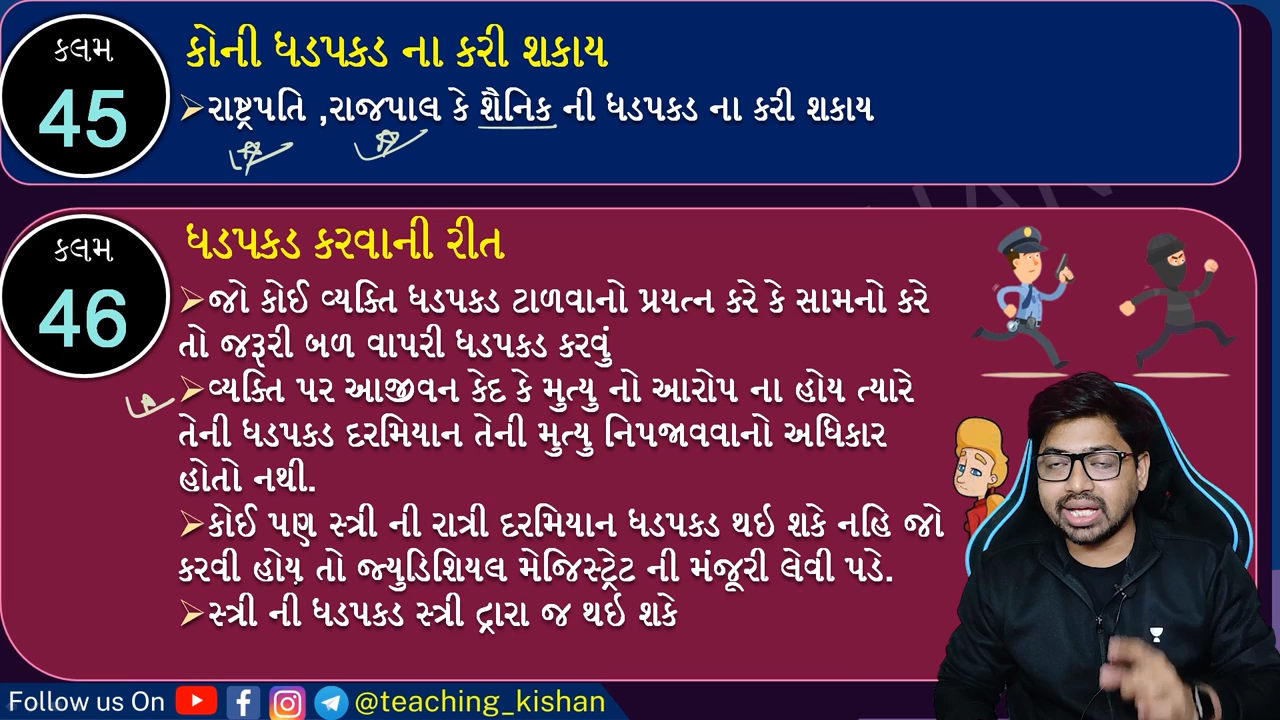 કલમ
45
કોની ધડપકડ ના કરી શકાય
➢રાષ્ટ્રપતિ ,રાજપાલ કે શૈનિક ની ધડપકડ ના કરી શકાય
કલમ
46
ધડપકડ કરવાની રીત
➢જો કોઈ વ્યક્તિ ધડપકડ ટાળવાનો પ્રયત્ન કરે કે સામનો કરે
તો જરૂરી બળ વાપરી ધડપકડ કરવું
➢વ્યક્તિ પર આજીવન કેદ કે મુત્યુ નો આરોપ ના હોય ત્યારે
તેની ધડપકડ દરમિયાન તેની મુત્યુ નિપજાવવાનો અધિકાર
હોતો નથી.
➢કોઈ પણ સ્ત્રી ની રાત્રી દરમિયાન ધડપકડ થઇ શકે નહિ જો
કરવી હોય તો જ્યુડિશિયલ મેજિસ્ટ્રેટ ની મંજૂરી લેવી પડે.
➢સ્ત્રી ની ધડપકડ સ્ત્રી દ્રારા જ થઇ શકે
Follow us On @teaching_kishan